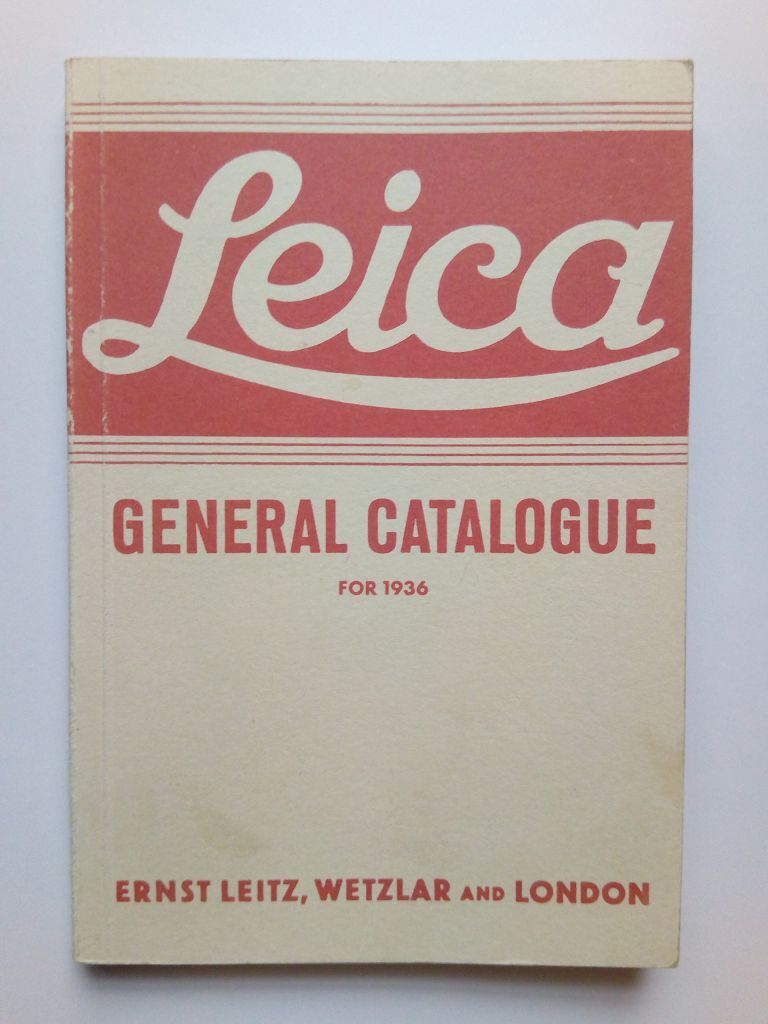 Leica
GENERAL CATALOGUE
FOR 1936
ERNST LEITZ, WETZLAR AND LONDON